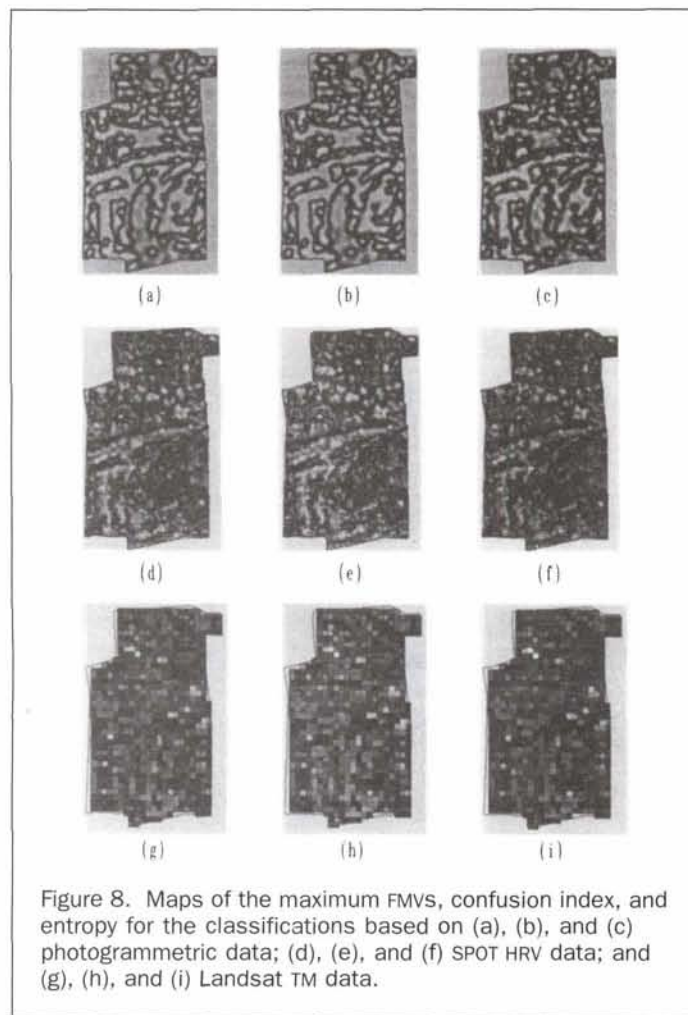 (a) (b) (c)
(d) (e) (f)
(g) (h) (i)
Figure 8. Maps of the maximum FMVs, confusion index, and
entropy for the classifications based on (a), (b), and (c)
photogrammetric data; (d), (e), and (f) SPOT HRV data; and
(g), (h), and (i) Landsat TM data.